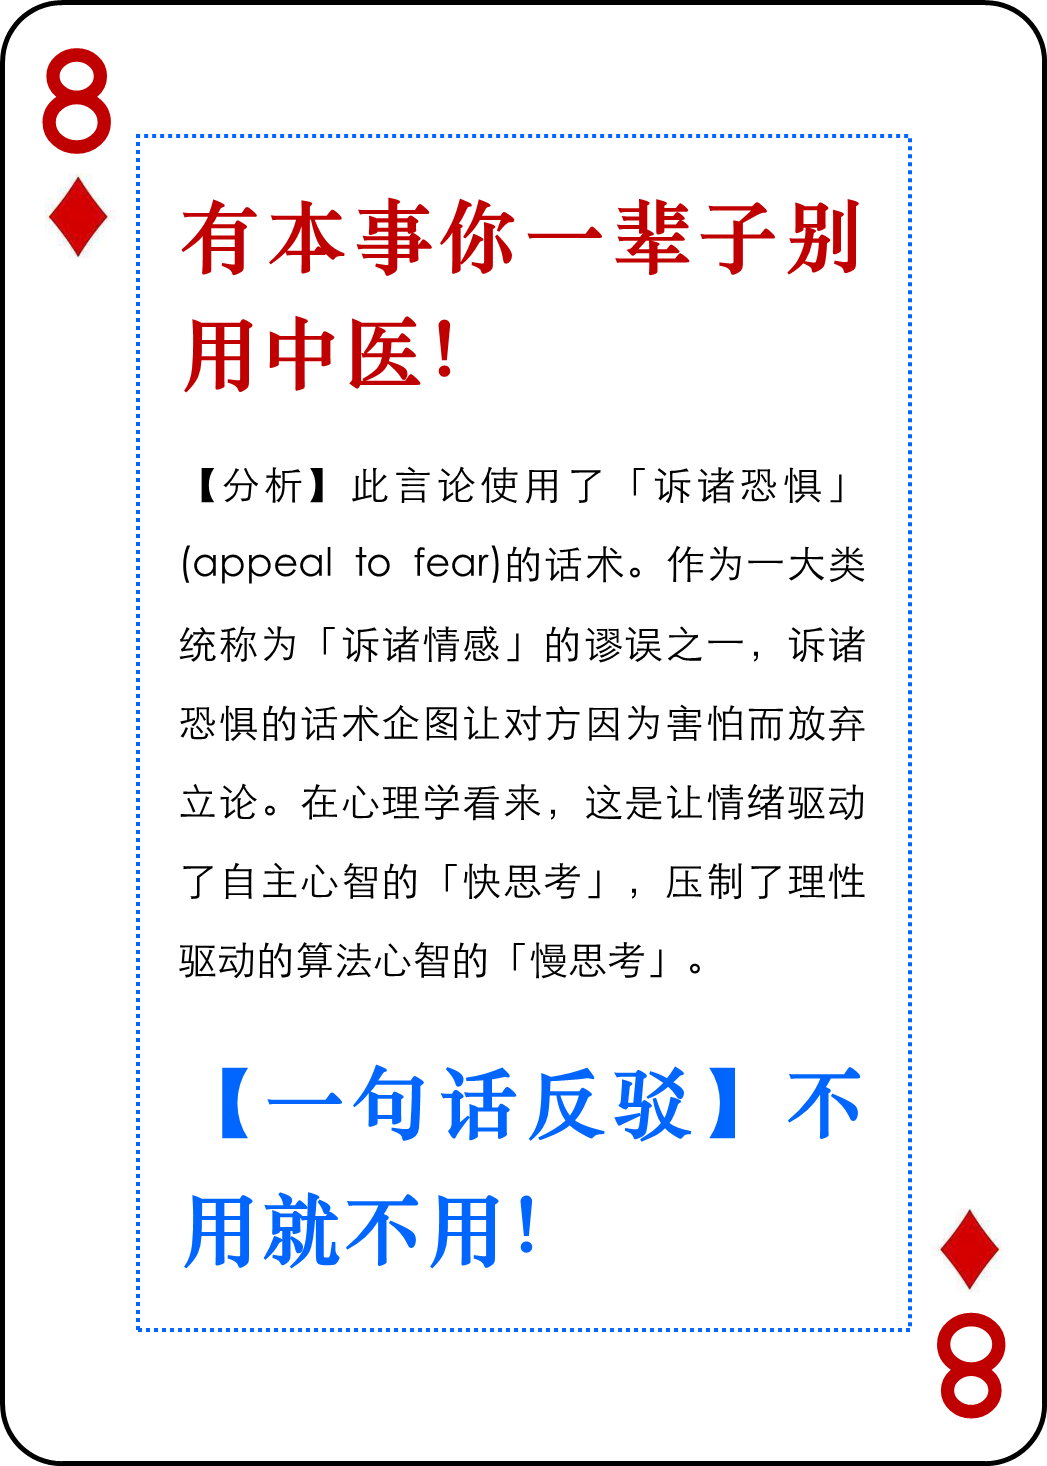 8
有本事你一辈子别
用中医！
【分析】此言论使用了「诉诸恐惧」
(appeal to fear)的话术。作为一大类
统称为「诉诸情感」的谬误之一，诉诸
恐惧的话术企图让对方因为害怕而放弃
立论。在心理学看来，这是让情绪驱动
了自主心智的「快思考」，压制了理性
驱动的算法心智的「慢思考」。
【一句话反驳】不
用就不用！
8